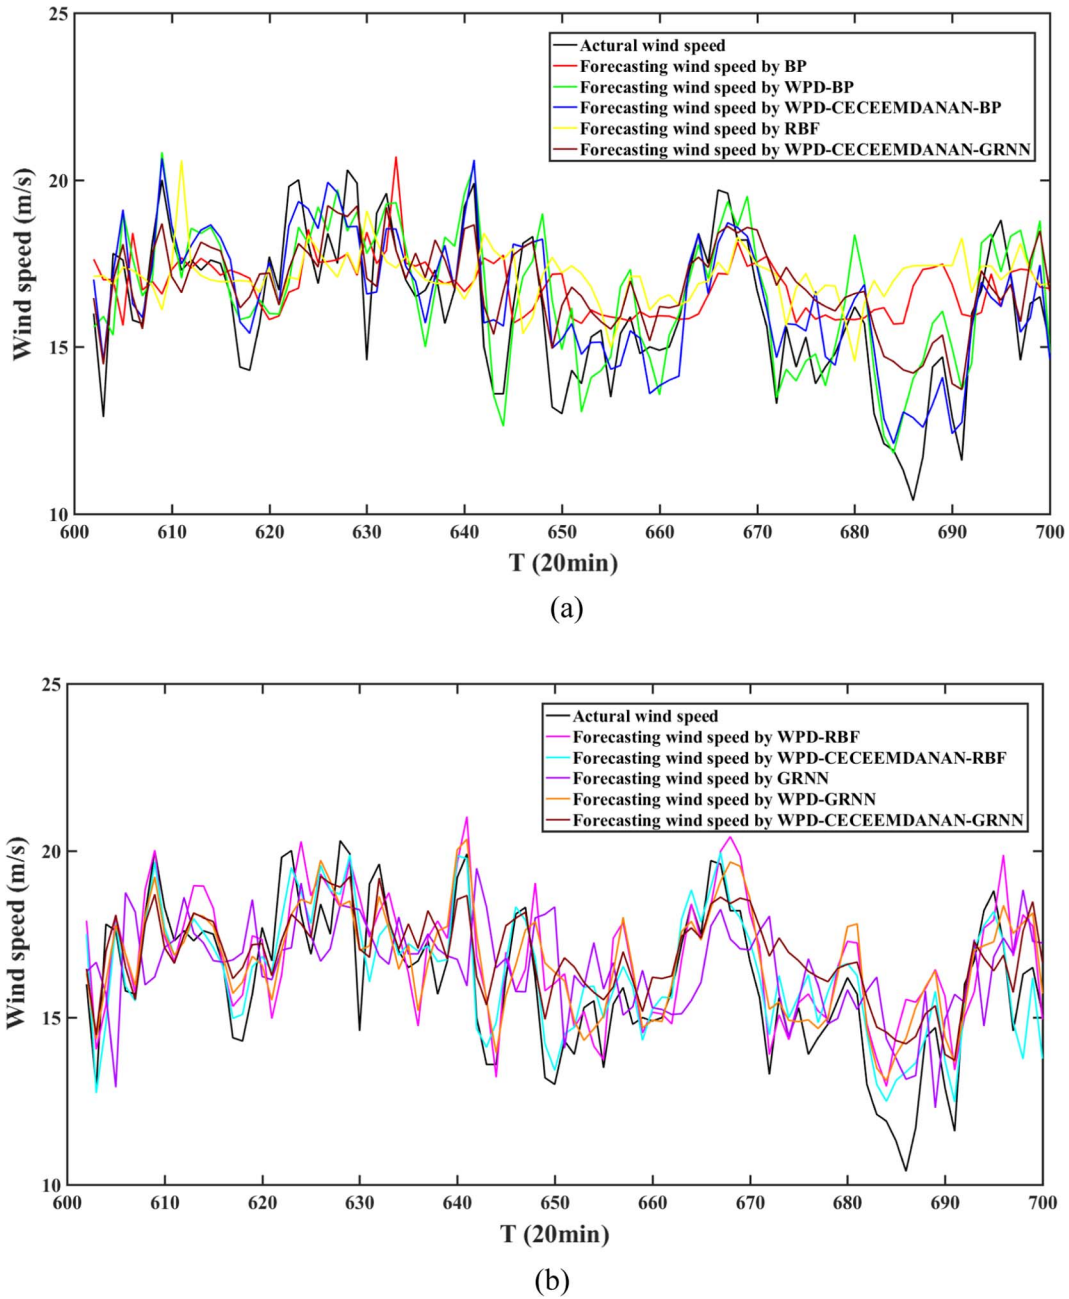 25
20
15
10
Wind speed (m/s)
Actural wind speed
Forecasting wind speed by BP
Forecasting wind speed by WPD-BP
Forecasting wind speed by WPD-CECEEMDANAN-BP
Forecasting wind speed by RBF
Forecasting wind speed by WPD-CECEEMDANAN-GRNN
600 610 620 630 640 650 660 670 680 690 700
T (20min)
(a)
25
20
15
10
Wind speed (m/s)
Actural wind speed
Forecasting wind speed by WPD-RBF
Forecasting wind speed by WPD-CECEEMDANAN-RBF
Forecasting wind speed by GRNN
Forecasting wind speed by WPD-GRNN
Forecasting wind speed by WPD-CECEEMDANAN-GRNN
600 610 620 630 640 650 660 670 680 690 700
T (20min)
(b)